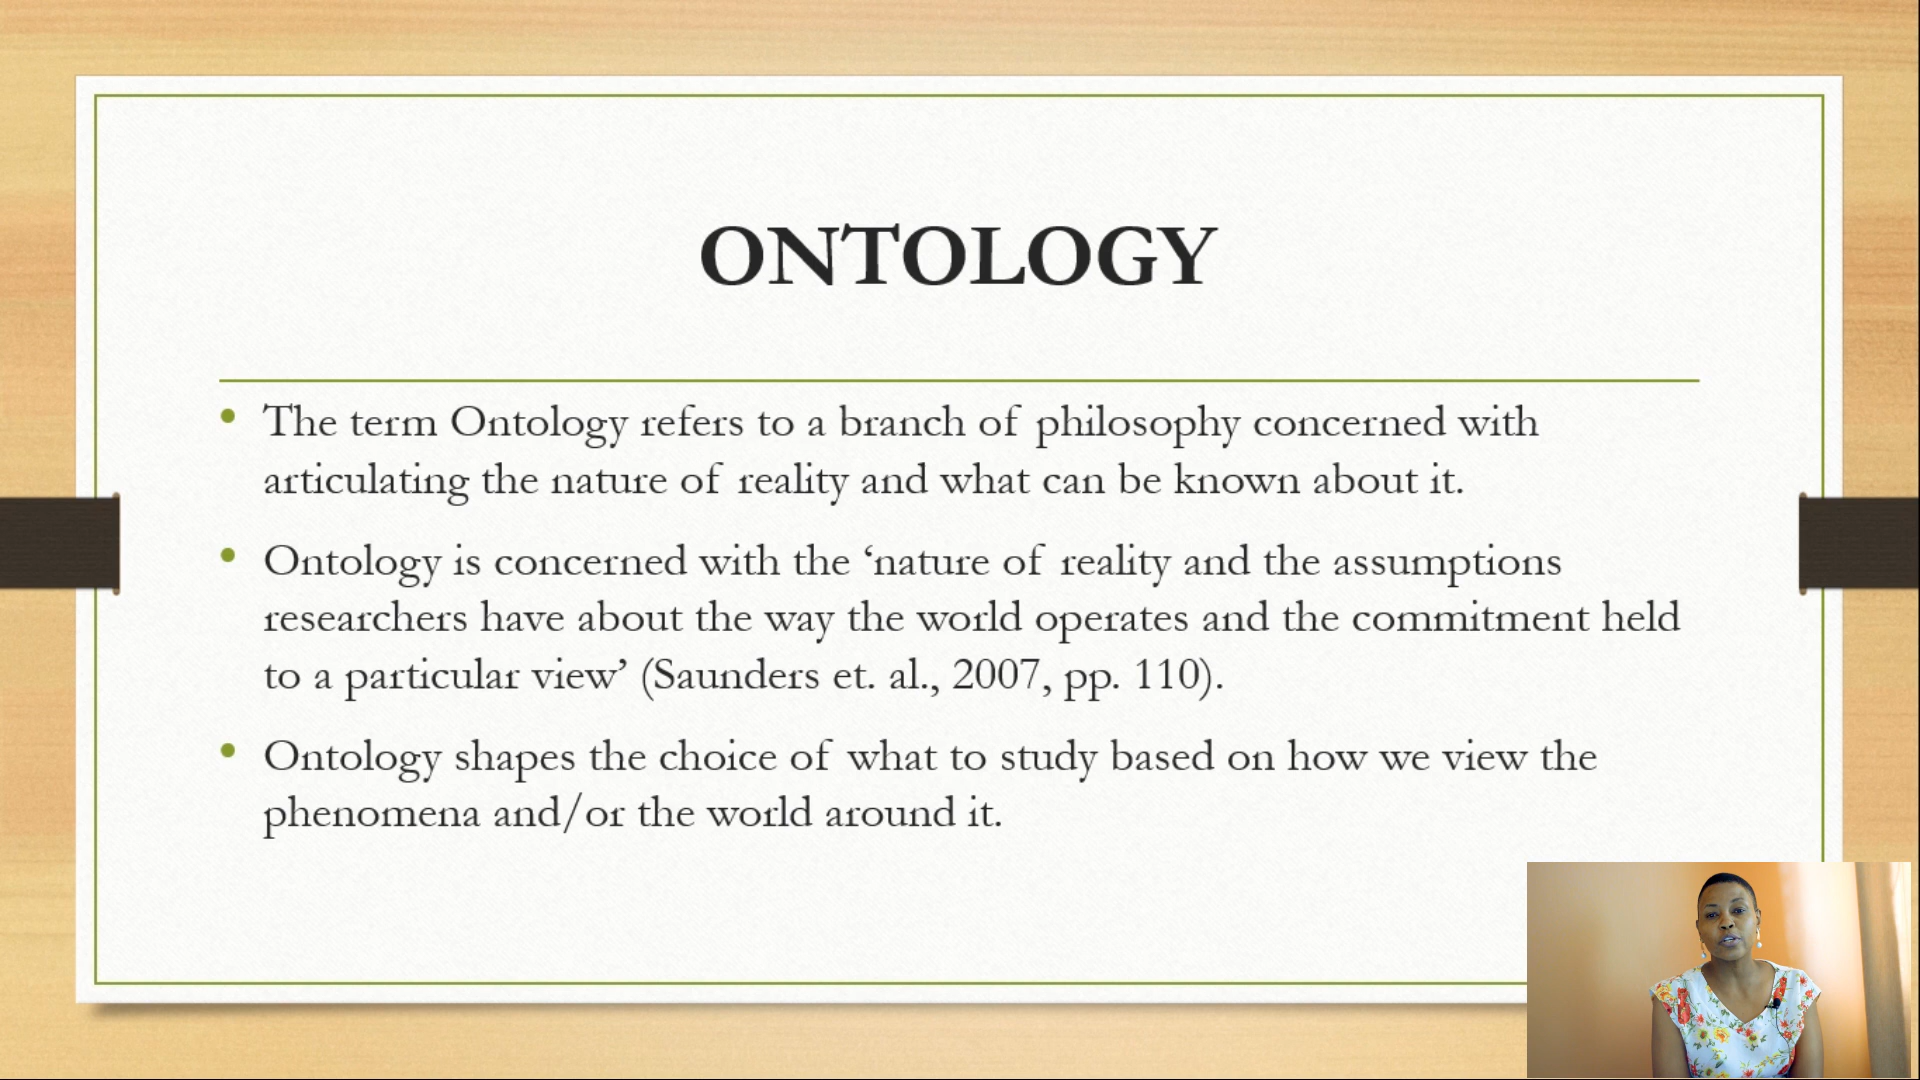 ONTOLOGY
• The term Ontology refers to a branch of philosophy concerned with
articulating the nature of reality and what can be known about it.
• Ontology is concerned with the ‘nature of reality and the assumptions
researchers have about the way the world operates and the commitment held
to a particular view’ (Saunders et. al., 2007, pp. 110).
• Ontology shapes the choice of what to study based on how we view the
phenomena and/or the world around it.